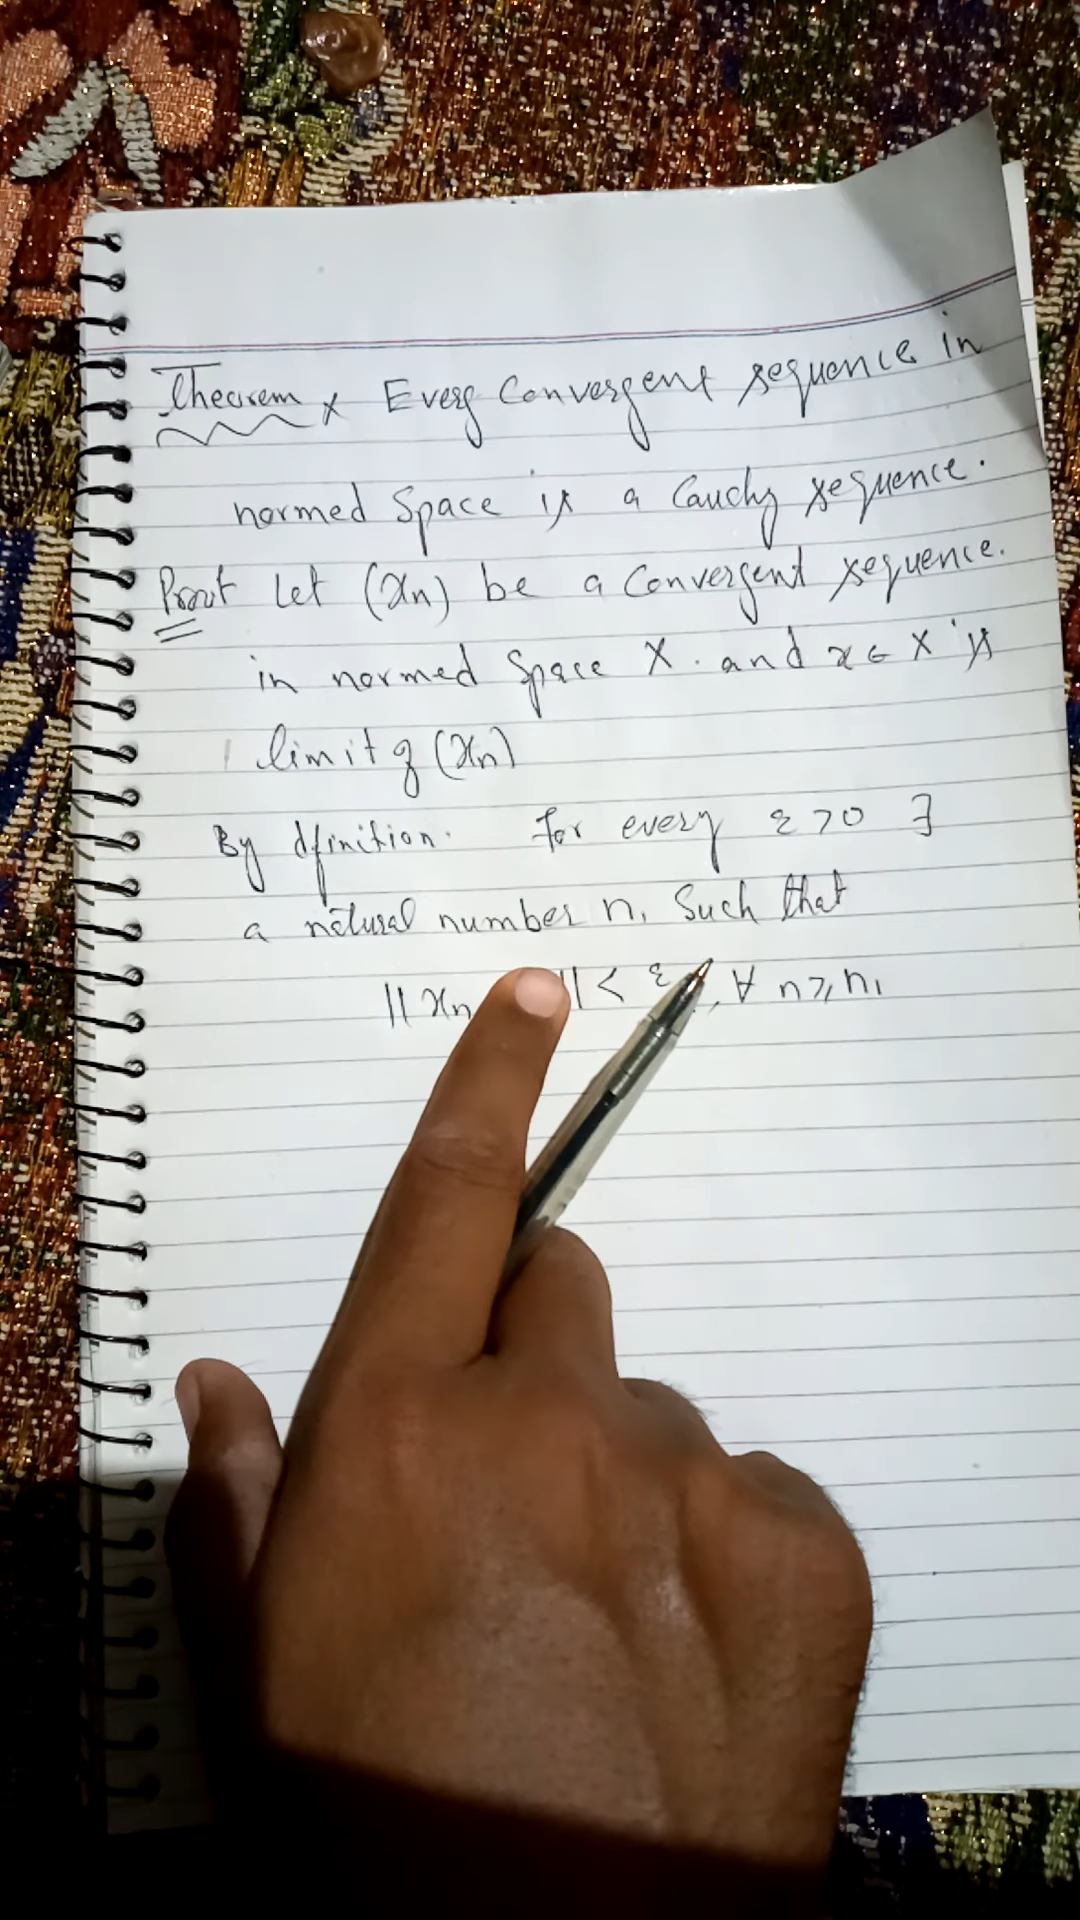 Theorem x Every Convergent sequence in
normed Space is a Cauchy sequence.
Proof Let (xn) be a Convergent sequence.
in normed Space X. and x∈X is
limit of (xn)
By dfinition. for every ε>0 ∃
a natural number n₁ Such that
||xn || < ε ∀ n≥n₁